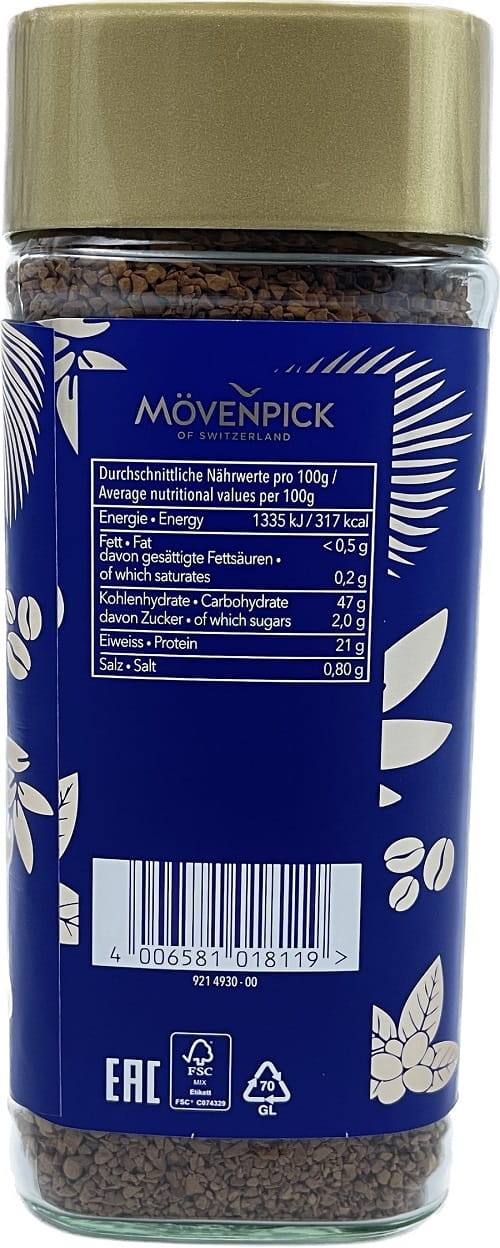 MÖVENPICK
OF SWITZERLAND
Durchschnittliche Nährwerte pro 100g /
Average nutritional values per 100g
Energie • Energy 1335 kJ / 317 kcal
Fett • Fat < 0,5 g
davon gesättigte Fettsäuren •
of which saturates 0,2 g
Kohlenhydrate • Carbohydrate 47 g
davon Zucker • of which sugars 2,0 g
Eiweiss • Protein 21 g
Salz • Salt 0,80 g
4 006581 018119 >
921 4930 - 00
EAC
FSC
MIX
Etikett
FSC® C074329
70
GL